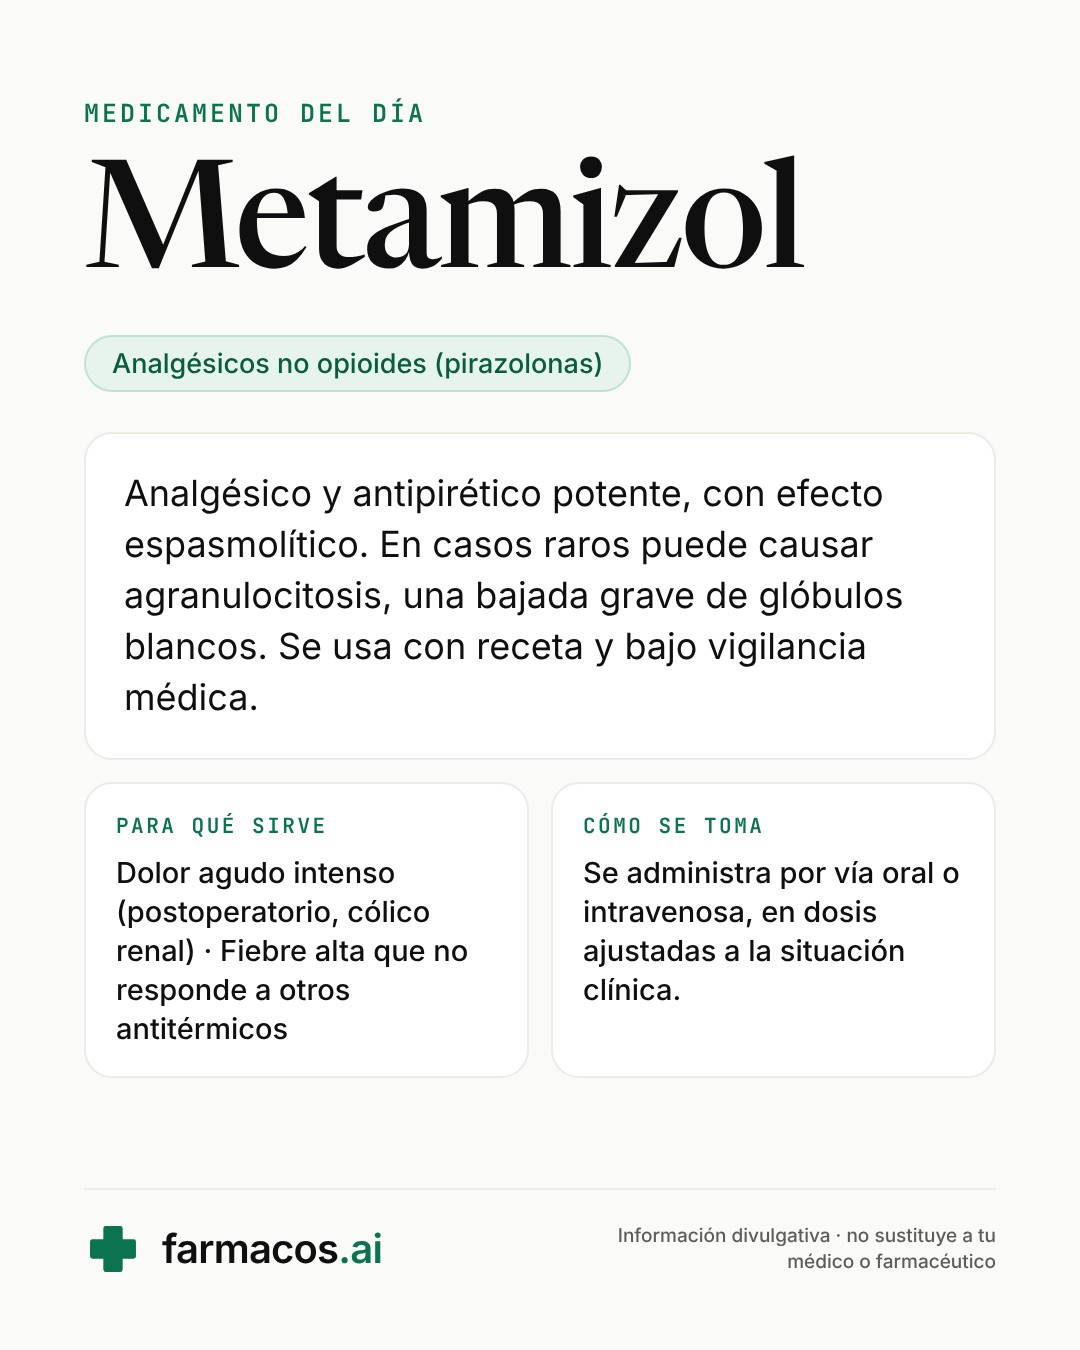 MEDICAMENTO DEL DÍA
Metamizol
Analgésicos no opioides (pirazolonas)
Analgésico y antipirético potente, con efecto
espasmolítico. En casos raros puede causar
agranulocitosis, una bajada grave de glóbulos
blancos. Se usa con receta y bajo vigilancia
médica.
PARA QUÉ SIRVE
Dolor agudo intenso
(postoperatorio, cólico
renal) · Fiebre alta que no
responde a otros
antitérmicos
CÓMO SE TOMA
Se administra por vía oral o
intravenosa, en dosis
ajustadas a la situación
clínica.
farmacos.ai
Información divulgativa · no sustituye a tu
médico o farmacéutico